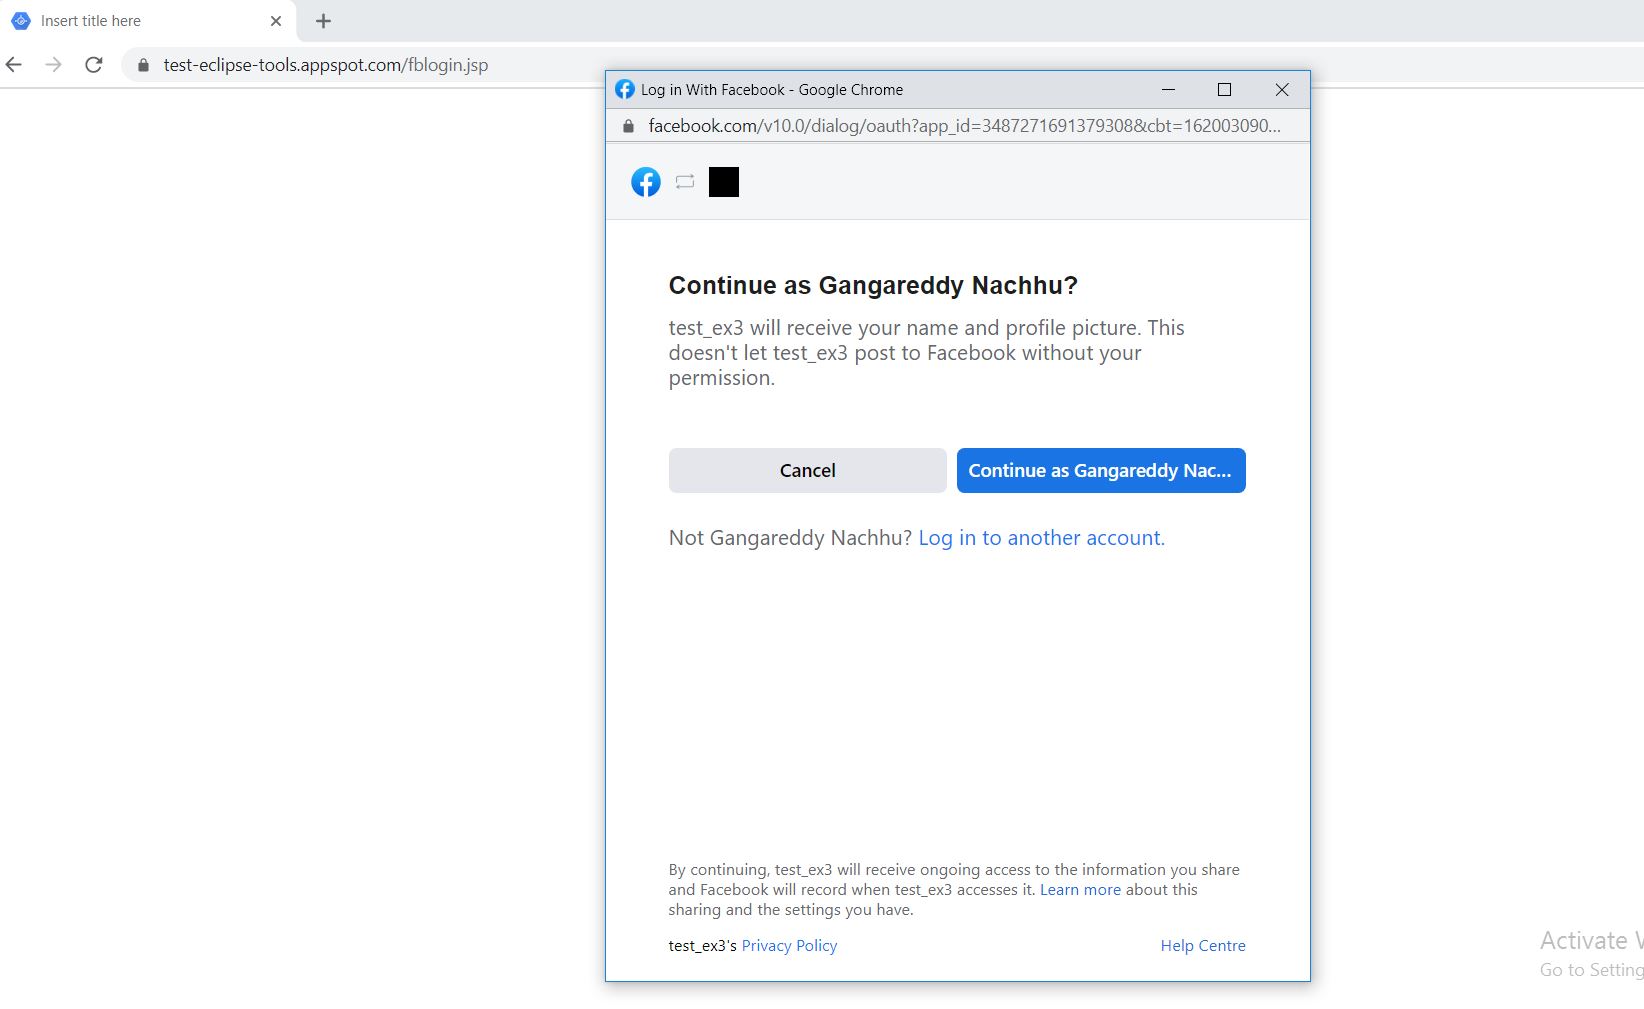 Insert title here
test-eclipse-tools.appspot.com/fblogin.jsp
Log in With Facebook - Google Chrome
facebook.com/v10.0/dialog/oauth?app_id=3487271691379308&cbt=162003090...
Continue as Gangareddy Nachhu?
test_ex3 will receive your name and profile picture. This
doesn't let test_ex3 post to Facebook without your
permission.
Cancel
Continue as Gangareddy Nac...
Not Gangareddy Nachhu? Log in to another account.
By continuing, test_ex3 will receive ongoing access to the information you share
and Facebook will record when test_ex3 accesses it. Learn more about this
sharing and the settings you have.
test_ex3's Privacy Policy
Help Centre
Activate
Go to Setting